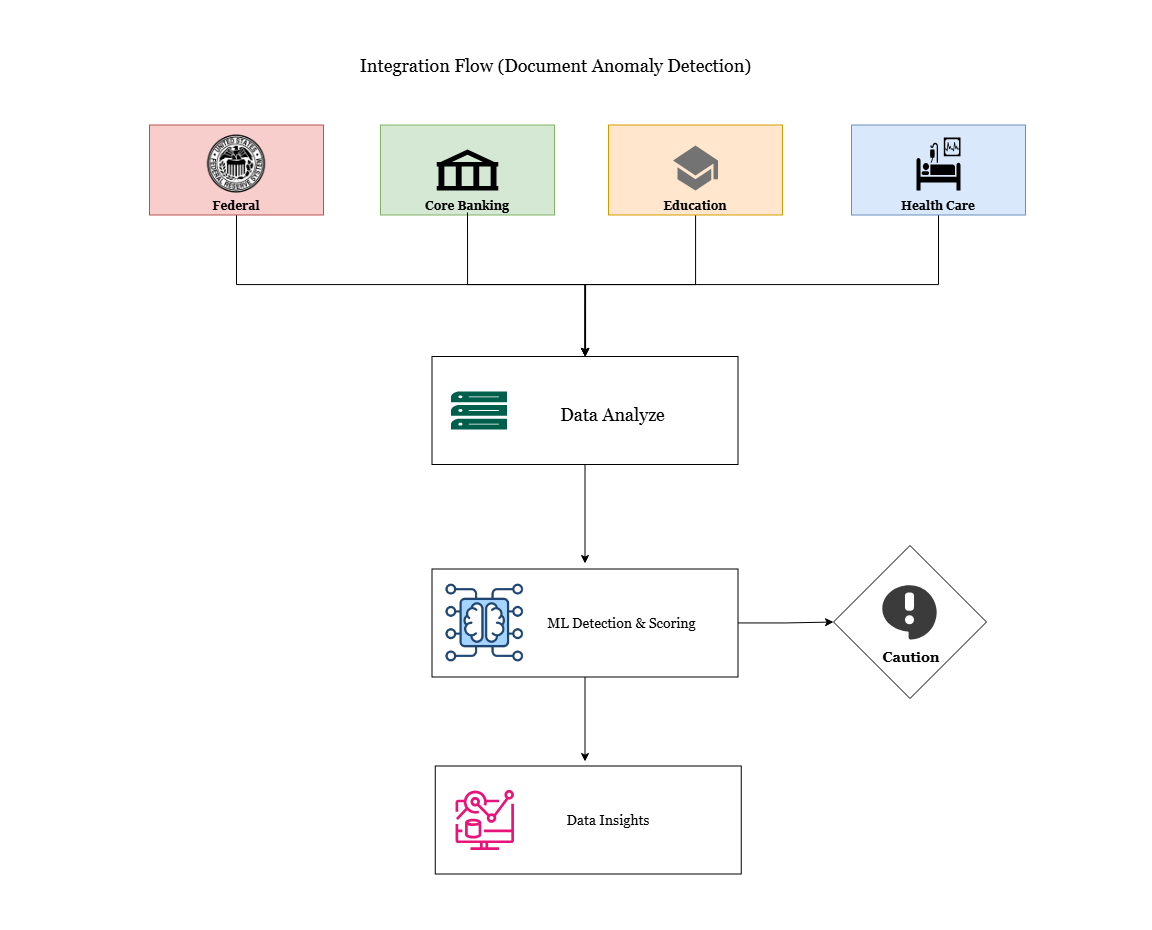 Integration Flow (Document Anomaly Detection)
UNITED STATES
FEDERAL RESERVE SYSTEM
Federal
Core Banking
Education
Health Care
Data Analyze
ML Detection & Scoring
Caution
Data Insights